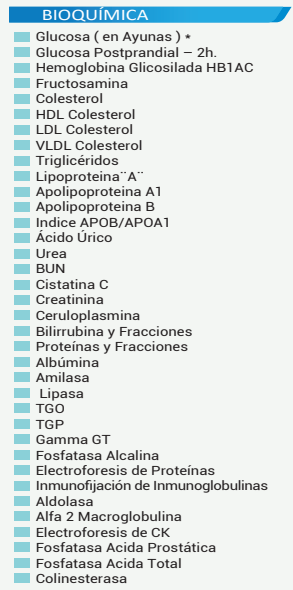 BIOQUÍMICA
Glucosa ( en Ayunas ) *
Glucosa Postprandial – 2h.
Hemoglobina Glicosilada HB1AC
Fructosamina
Colesterol
HDL Colesterol
LDL Colesterol
VLDL Colesterol
Triglicéridos
Lipoproteina¨A¨
Apolipoproteina A1
Apolipoproteina B
Indice APOB/APOA1
Ácido Úrico
Urea
BUN
Cistatina C
Creatinina
Ceruloplasmina
Bilirrubina y Fracciones
Proteínas y Fracciones
Albúmina
Amilasa
Lipasa
TGO
TGP
Gamma GT
Fosfatasa Alcalina
Electroforesis de Proteínas
Inmunofijación de Inmunoglobulinas
Aldolasa
Alfa 2 Macroglobulina
Electroforesis de CK
Fosfatasa Acida Prostática
Fosfatasa Acida Total
Colinesterasa